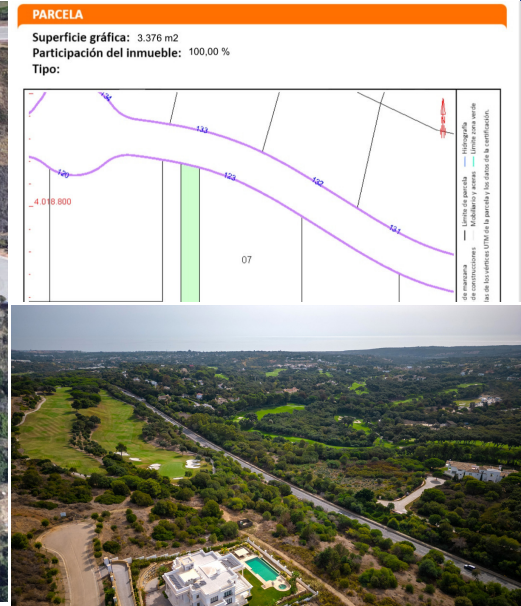 PARCELA
Superficie gráfica: 3.376 m2
Participación del inmueble: 100,00 %
Tipo:
134
133
132
131
120
123
4.018.800
07
Limite de parcela
Hidrografía
de manzana
Mobiliario y aceras
Limite zona verde
de construcciones
las de los vértices UTM de la parcela y los datos de la certificación.